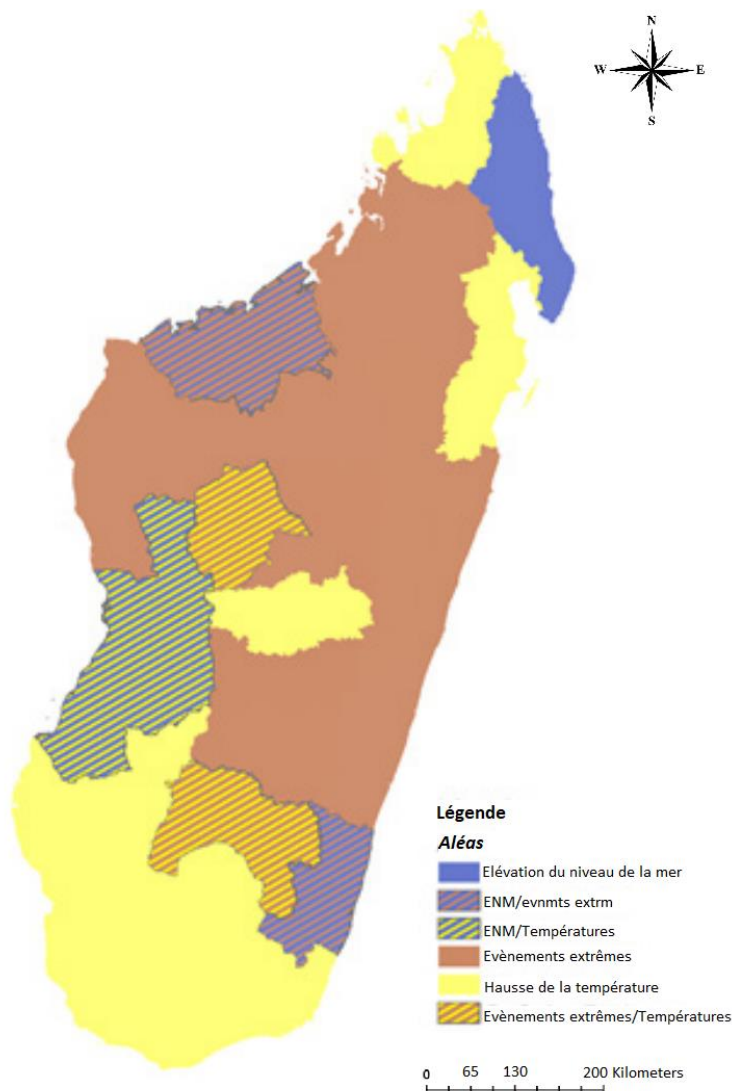 N
W E
S
Légende
Aléas
Elévation du niveau de la mer
ENM/evnmts extrm
ENM/Températures
Evènements extrêmes
Hausse de la température
Evènements extrêmes/Températures
0 65 130 200 Kilometers